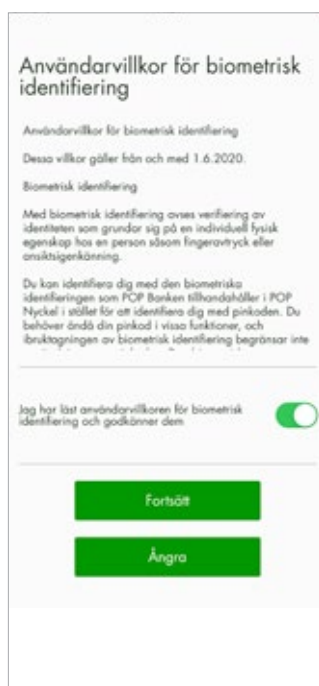 Användarvillkor för biometrisk
identifiering
Användarvillkor för biometrisk identifiering
Dessa villkor gäller från och med 1.6.2020.
Biometrisk identifiering
Med biometrisk identifiering avses verifiering av
identiteten som grundar sig på en individuell fysisk
egenskap hos en person såsom fingeravtryck eller
ansiktsigenkänning.
Du kan identifiera dig med den biometriska
identifieringen som POP Banken tillhandahåller i POP
Nyckel i stället för att identifiera dig med pinkoden. Du
behöver ändå din pinkod i vissa funktioner, och
ibruktagningen av biometrisk identifiering begränsar inte
Jag har läst användarvillkoren för biometrisk
identifiering och godkänner dem
Fortsätt
Ångra